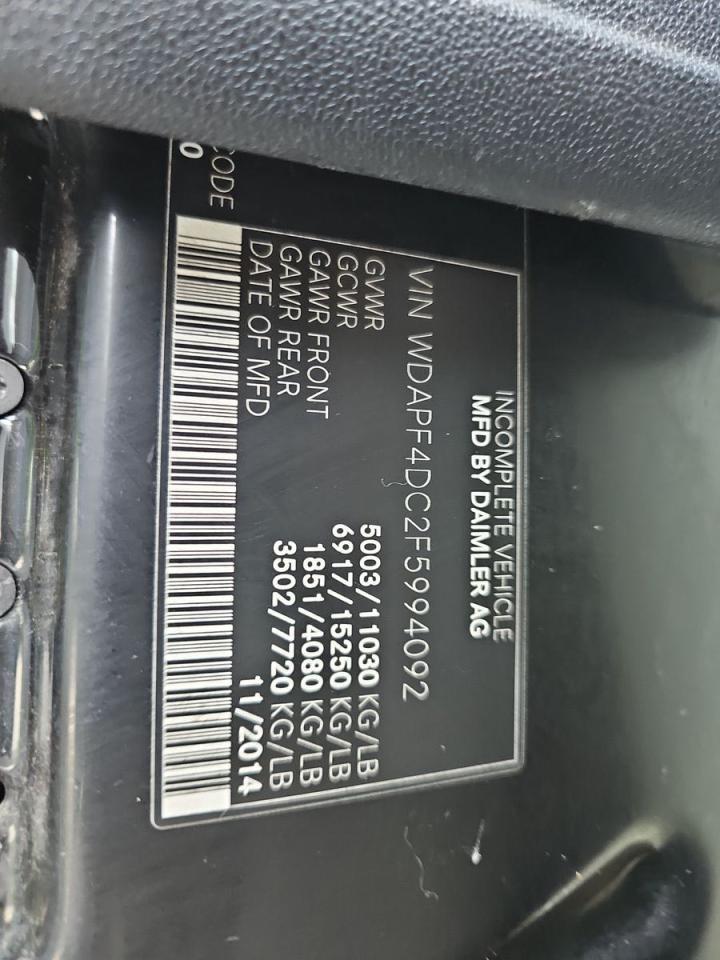 INCOMPLETE VEHICLE
MFD BY DAIMLER AG
VIN WDAPF4DC2F5994092
GVWR 5003/11030 KG/LB
GCWR 6917/15250 KG/LB
GAWR FRONT 1851/4080 KG/LB
GAWR REAR 3502/7720 KG/LB
DATE OF MFD 11/2014
CODE
0